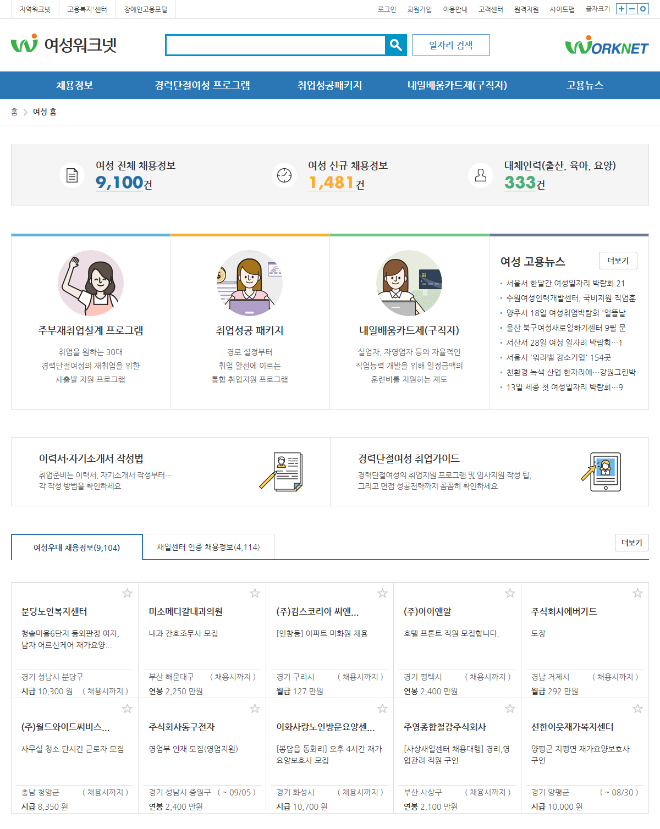 지역워크넷 고용복지+센터 장애인고용포털
로그인 회원가입 이용안내 고객센터 원격지원 사이트맵 글자크기
여성워크넷
일자리 검색
WORKNET
채용정보 경력단절여성 프로그램 취업성공패키지 내일배움카드제(구직자) 고용뉴스
홈 여성 홈
여성 전체 채용정보
9,100건
여성 신규 채용정보
1,481건
대체인력(출산, 육아, 요양)
333건
주부재취업설계 프로그램
취업을 원하는 30대
경력단절여성의 재취업을 위한
새출발 지원 프로그램
취업성공 패키지
경로 설정부터
취업 알선에 이르는
통합 취업지원 프로그램
내일배움카드제(구직자)
실업자, 자영업자 등의 자율적인
직업능력 개발을 위해 일정금액의
훈련비를 지원하는 제도
여성 고용뉴스
더보기
서울서 한달간 여성일자리 박람회 21
수원여성인력개발센터, 국비지원 직업훈
양주시 18일 여성취업박람회 '알뜰날
울산 북구여성새로일하기센터 9월 문
서산서 28일 여성 일자리 박람회…1
서울시 '워라밸 강소기업' 154곳
친환경 녹색 산업 한자리에…강원그린박
13일 세종 첫 여성일자리 박람회…9
이력서·자기소개서 작성법
취업준비는 이력서, 자기소개서 작성부터…
각 작성 방법을 확인하세요
경력단절여성 취업가이드
경력단절여성의 취업지원 프로그램 및 입사지원 작성 팁,
그리고 면접 성공전략까지 꼼꼼히 확인하세요
여성우대 채용정보(9,104)
새일센터 인증 채용정보(4,114)
더보기
분당노인복지센터
청솔마을6단지 동외판정 여자,
남자 어르신케어 재가요양...
경기 성남시 분당구
시급 10,300 원 ( 채용시까지 )
미소메디칼내과의원
내과 간호조무사 모집
부산 해운대구 ( 채용시까지 )
연봉 2,250 만원
(주)킴스코리아 씨앤...
[인창동] 아파트 미화원 채용
경기 구리시 ( 채용시까지 )
월급 127 만원
(주)아이앤알
호텔 프론트 직원 모집합니다.
경기 평택시 ( 채용시까지 )
연봉 2,400 만원
주식회사에버가드
도장
경남 거제시 ( 채용시까지 )
월급 292 만원
(주)월드와이드씨비스...
사무실 청소 단시간 근로자 모집
충남 청양군 ( 채용시까지 )
시급 8,350 원
주식회사동구전자
영업부 인재 모집(영업지원)
경기 성남시 중원구 ( ~ 09/05 )
연봉 2,400 만원
이화사랑노인방문요양센...
[봉담읍 동화리] 오후 4시간 재가
요양보호사 모집
경기 화성시 ( 채용시까지 )
시급 10,700 원
주영종합철강주식회사
[사상새일센터 채용대행] 경리,영
업관리 직원 구인
부산 사상구 ( 채용시까지 )
연봉 2,100 만원
선한이웃재가복지센터
양평군 지평면 재가요양보호사
구인
경기 양평군 ( ~ 08/30 )
시급 10,000 원